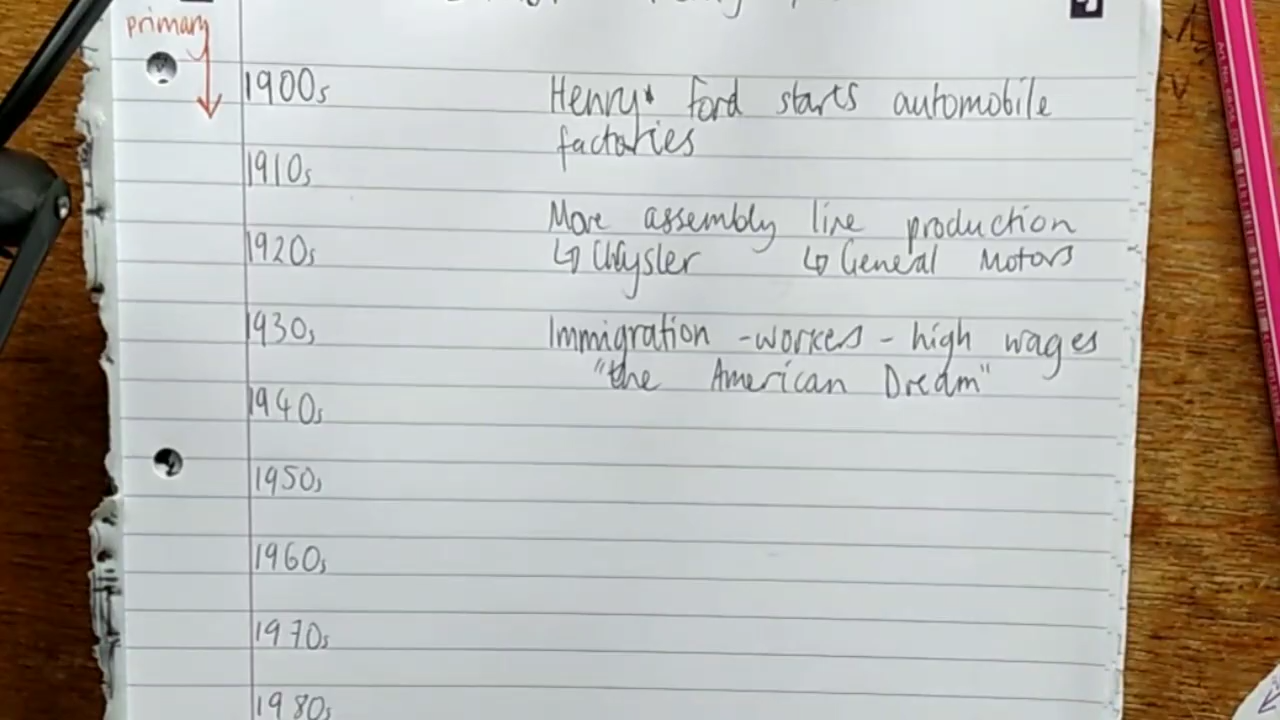 primary
1900s Henry Ford starts automobile
factories
1910s
More assembly line production
1920s ↳ Chrysler ↳ General Motors
1930s Immigration - workers - high wages
"the American Dream"
1940s
1950s
1960s
1970s
1980s